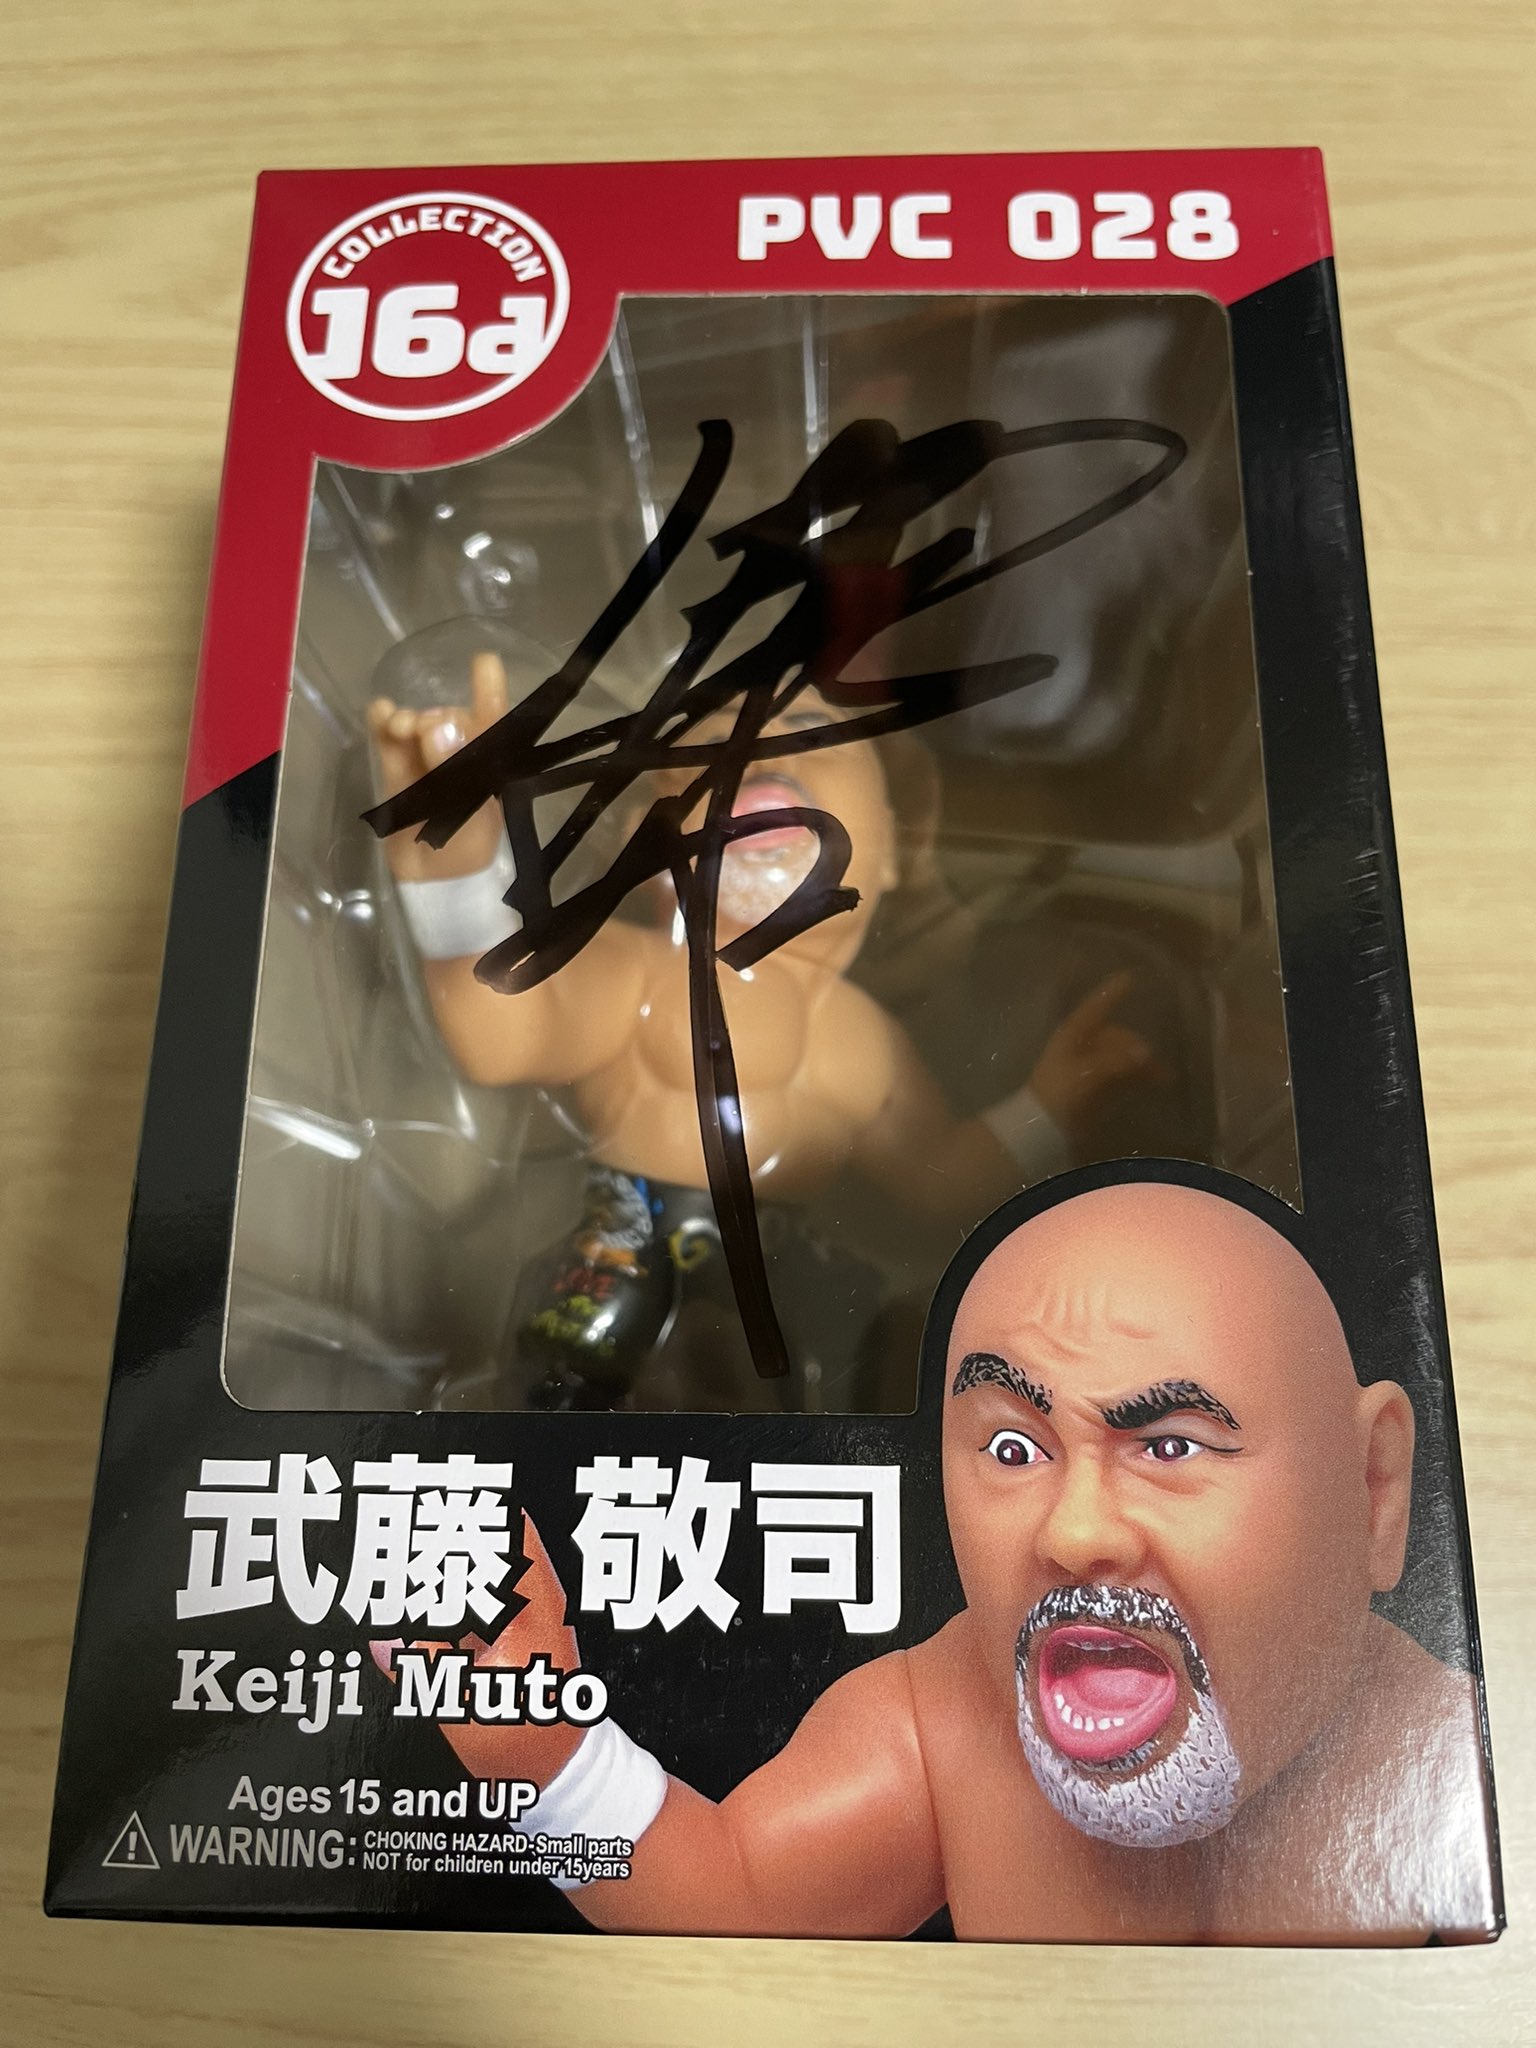 COLLECTION
16d
PVC 028
武藤 敬司
Keiji Muto
Ages 15 and UP
WARNING: CHOKING HAZARD-Small parts
NOT for children under 15years